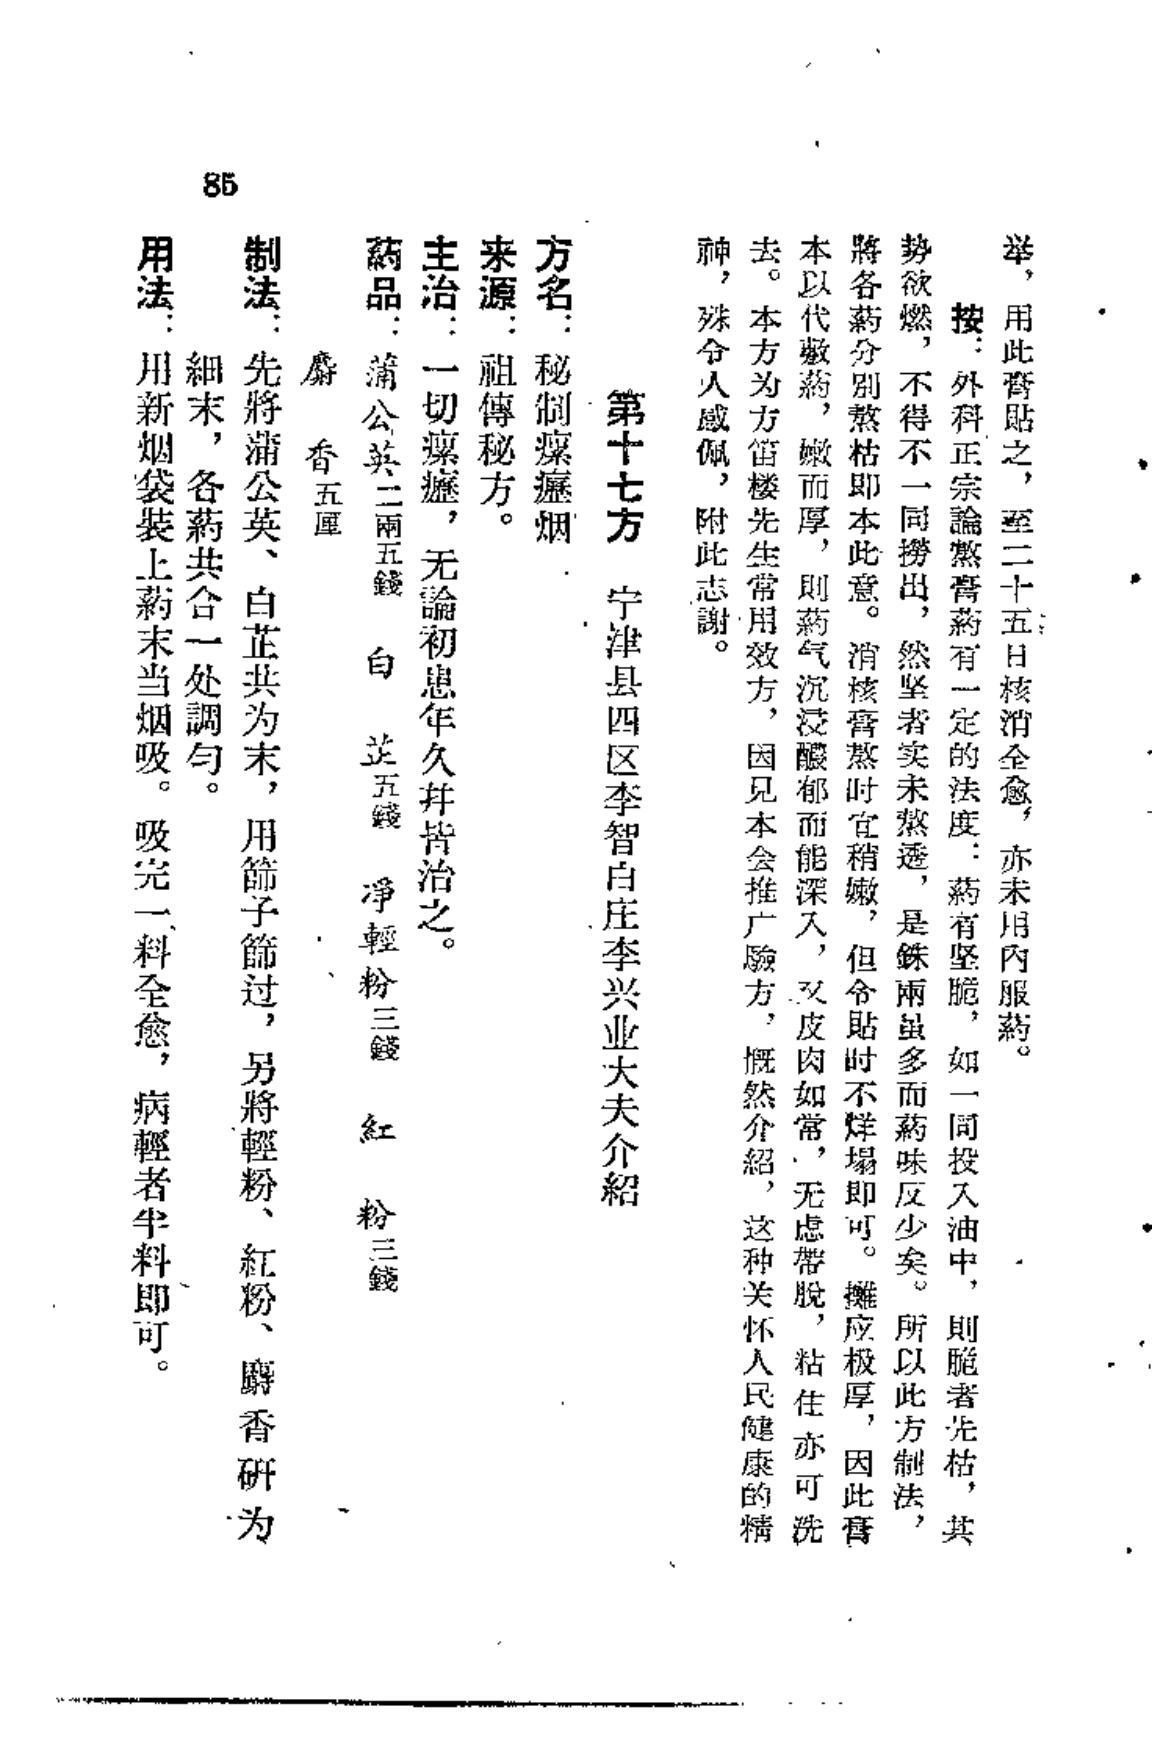 举，用此膏貼之，至二十五日核消全愈，亦未用內服葯。
按：外科正宗論熬膏葯有一定的法度：葯有坚脆，如一同投入油中，則脆者先枯，其
势欲燃，不得不一同撈出，然坚者实未熬透，是銖兩虽多而葯味反少矣。所以此方制法，
將各葯分別熬枯即本此意。消核膏熬时宜稍嫩，但令貼时不烊塌即可。攤应极厚，因此膏
本以代敷葯，嫩而厚，則葯气沉浸醲郁而能深入，又皮肉如常，无虑帶脫，粘住亦可洗
去。本方为方笛楼先生常用效方，因見本会推广驗方，慨然介紹，这种关怀人民健康的精
神，殊令人感佩，附此志謝。
第十七方　宁津县四区李智白庄李兴业大夫介紹
方名：秘制瘰癧烟
来源：祖傳秘方。
主治：一切瘰癧，无論初患年久幷皆治之。
葯品：蒲公英二兩五錢　白　芷五錢　凈輕粉三錢　紅　粉三錢
麝　香五厘
制法：先將蒲公英、白芷共为末，用篩子篩过，另將輕粉、紅粉、麝香研为
細末，各葯共合一处調勻。
用法：用新烟袋裝上葯末当烟吸。吸完一料全愈，病輕者半料即可。
85